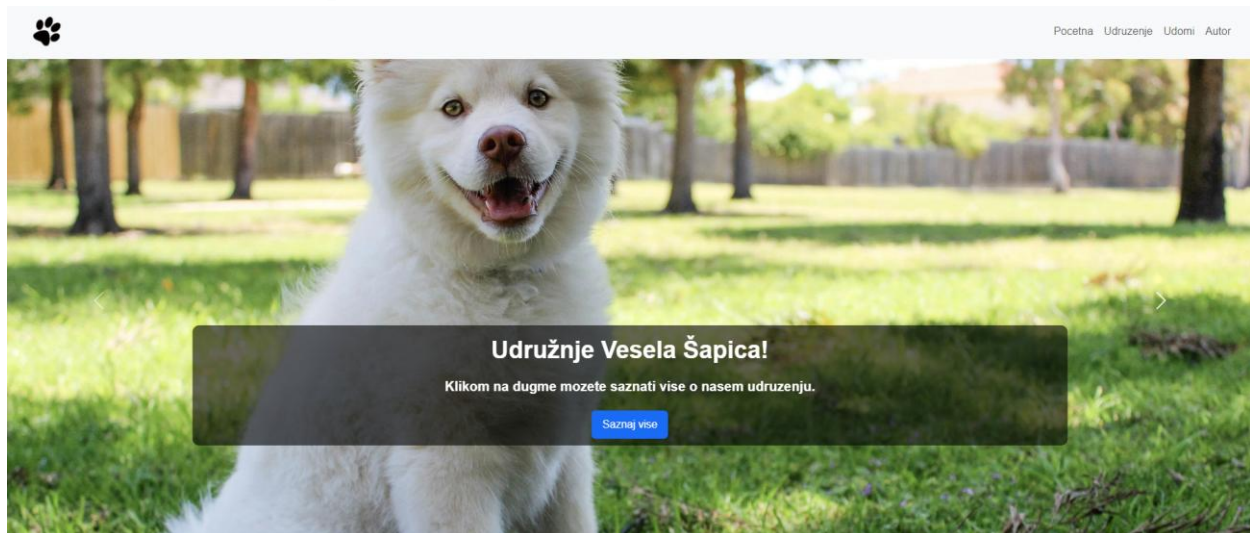 Pocetna Udruzenje Udomi Autor
Udružnje Vesela Šapica!
Klikom na dugme mozete saznati vise o nasem udruzenju.
Saznaj vise